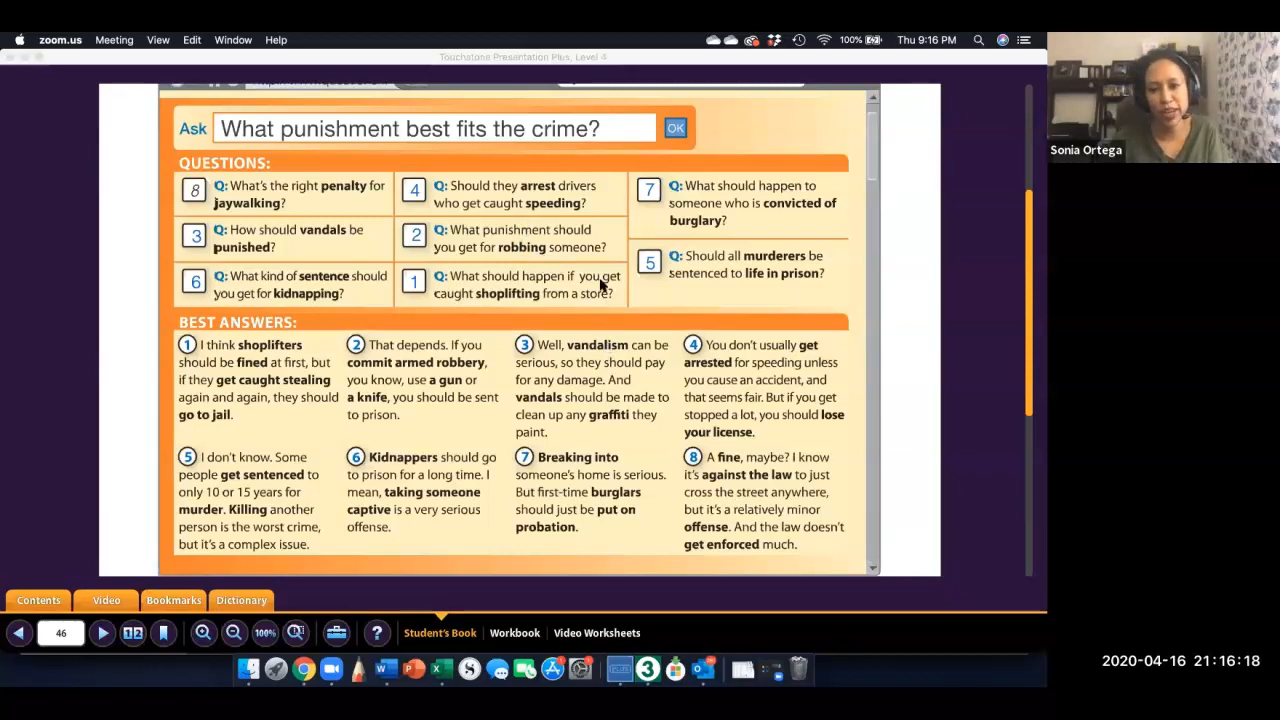 zoom.us Meeting View Edit Window Help
100% Thu 9:16 PM
Touchstone Presentation Plus, Level 4
Ask What punishment best fits the crime? OK
QUESTIONS:
8 Q: What's the right penalty for
jaywalking?
3 Q: How should vandals be
punished?
6 Q: What kind of sentence should
you get for kidnapping?
4 Q: Should they arrest drivers
who get caught speeding?
2 Q: What punishment should
you get for robbing someone?
1 Q: What should happen if you get
caught shoplifting from a store?
7 Q: What should happen to
someone who is convicted of
burglary?
5 Q: Should all murderers be
sentenced to life in prison?
BEST ANSWERS:
1 I think shoplifters
should be fined at first, but
if they get caught stealing
again and again, they should
go to jail.
2 That depends. If you
commit armed robbery,
you know, use a gun or
a knife, you should be sent
to prison.
3 Well, vandalism can be
serious, so they should pay
for any damage. And
vandals should be made to
clean up any graffiti they
paint.
4 You don't usually get
arrested for speeding unless
you cause an accident, and
that seems fair. But if you get
stopped a lot, you should lose
your license.
5 I don't know. Some
people get sentenced to
only 10 or 15 years for
murder. Killing another
person is the worst crime,
but it's a complex issue.
6 Kidnappers should go
to prison for a long time. I
mean, taking someone
captive is a very serious
offense.
7 Breaking into
someone's home is serious.
But first-time burglars
should just be put on
probation.
8 A fine, maybe? I know
it's against the law to just
cross the street anywhere,
but it's a relatively minor
offense. And the law doesn't
get enforced much.
Contents Video Bookmarks Dictionary
46 12 100% ? Student's Book Workbook Video Worksheets
Sonia Ortega
2020-04-16 21:16:18